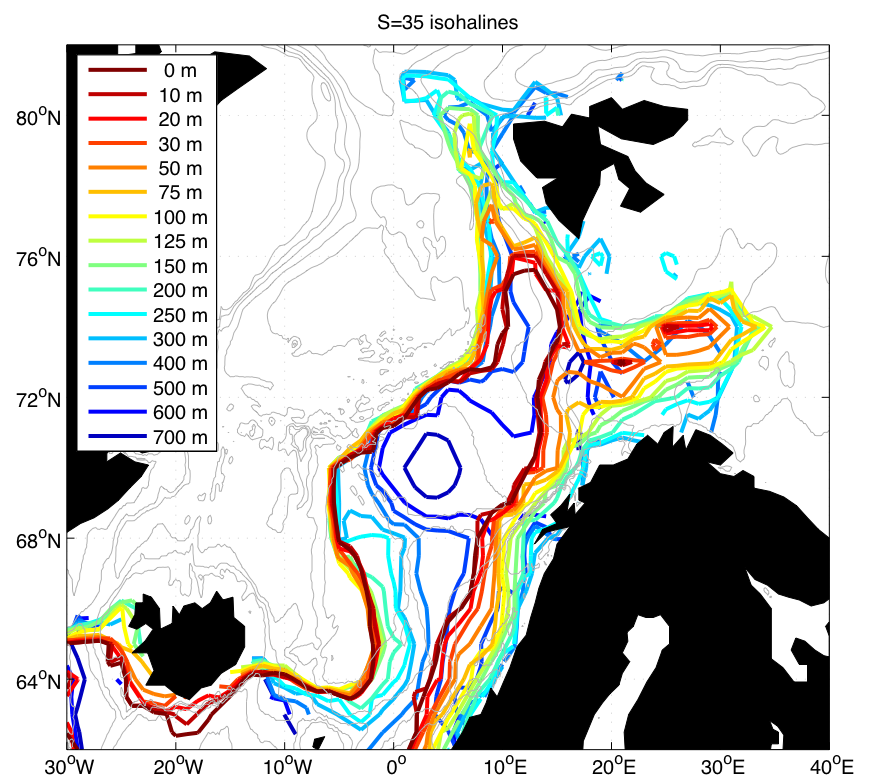 S=35 isohalines
0 m
10 m
20 m
30 m
50 m
75 m
100 m
125 m
150 m
200 m
250 m
300 m
400 m
500 m
600 m
700 m
80°N
76°N
72°N
68°N
64°N
30°W 20°W 10°W 0° 10°E 20°E 30°E 40°E